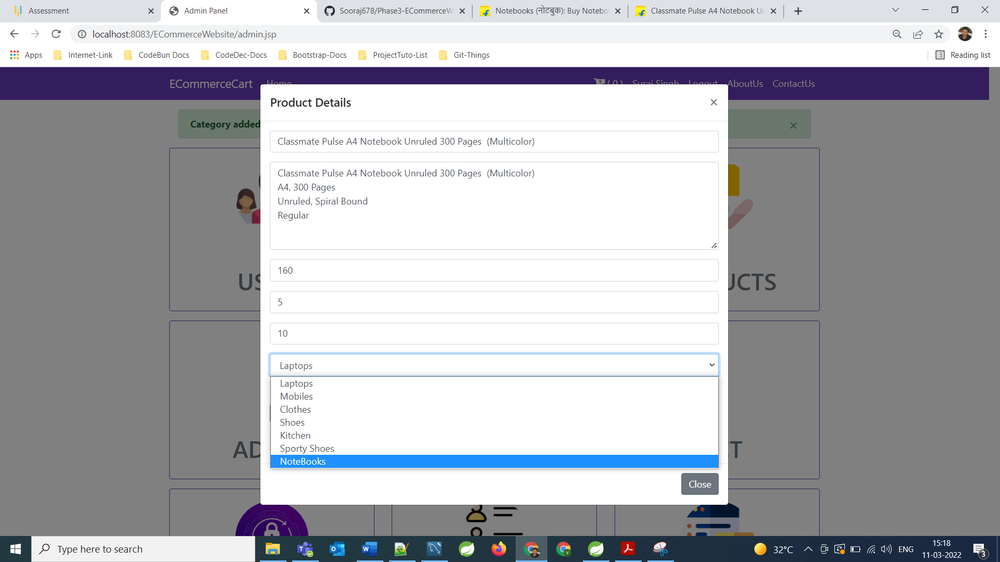 Assessment
Admin Panel
Sooraj678/Phase3-ECommerceW
Notebooks (नोटबुक): Buy Notebo
Classmate Pulse A4 Notebook Ur
localhost:8083/ECommerceWebsite/admin.jsp
Apps
Internet-Link
CodeBun Docs
CodeDec-Docs
Bootstrap-Docs
ProjectTuto-List
Git-Things
Reading list
ECommerceCart
Home
( 0 )
Suraj Singh
Logout
AboutUs
ContactUs
Category added
×
Product Details
×
Classmate Pulse A4 Notebook Unruled 300 Pages (Multicolor)
Classmate Pulse A4 Notebook Unruled 300 Pages (Multicolor)
A4, 300 Pages
Unruled, Spiral Bound
Regular
160
5
10
Laptops
Laptops
Mobiles
Clothes
Shoes
Kitchen
Sporty Shoes
NoteBooks
Close
US
UCTS
AD
T
Type here to search
32°C
ENG
15:18
11-03-2022
3